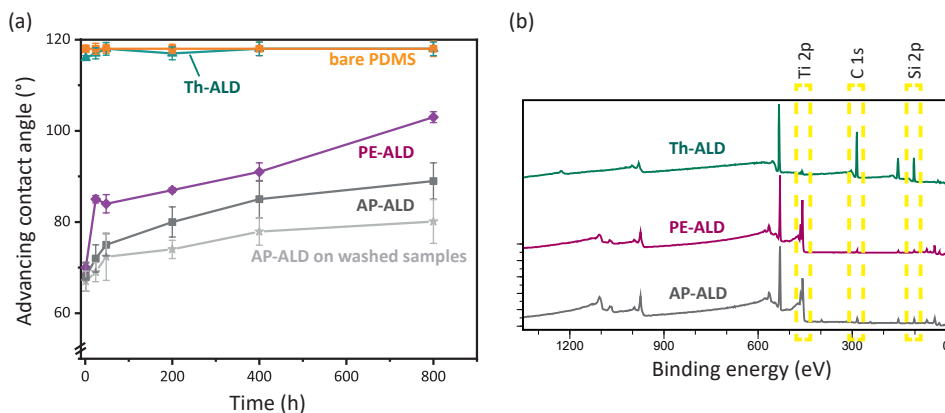 (a)
120
100
80
60
Advancing contact angle (°)
bare PDMS
Th-ALD
PE-ALD
AP-ALD
AP-ALD on washed samples
0
200
400
600
800
Time (h)
(b)
Ti 2p
C 1s
Si 2p
Th-ALD
PE-ALD
AP-ALD
1200
900
600
300
0
Binding energy (eV)